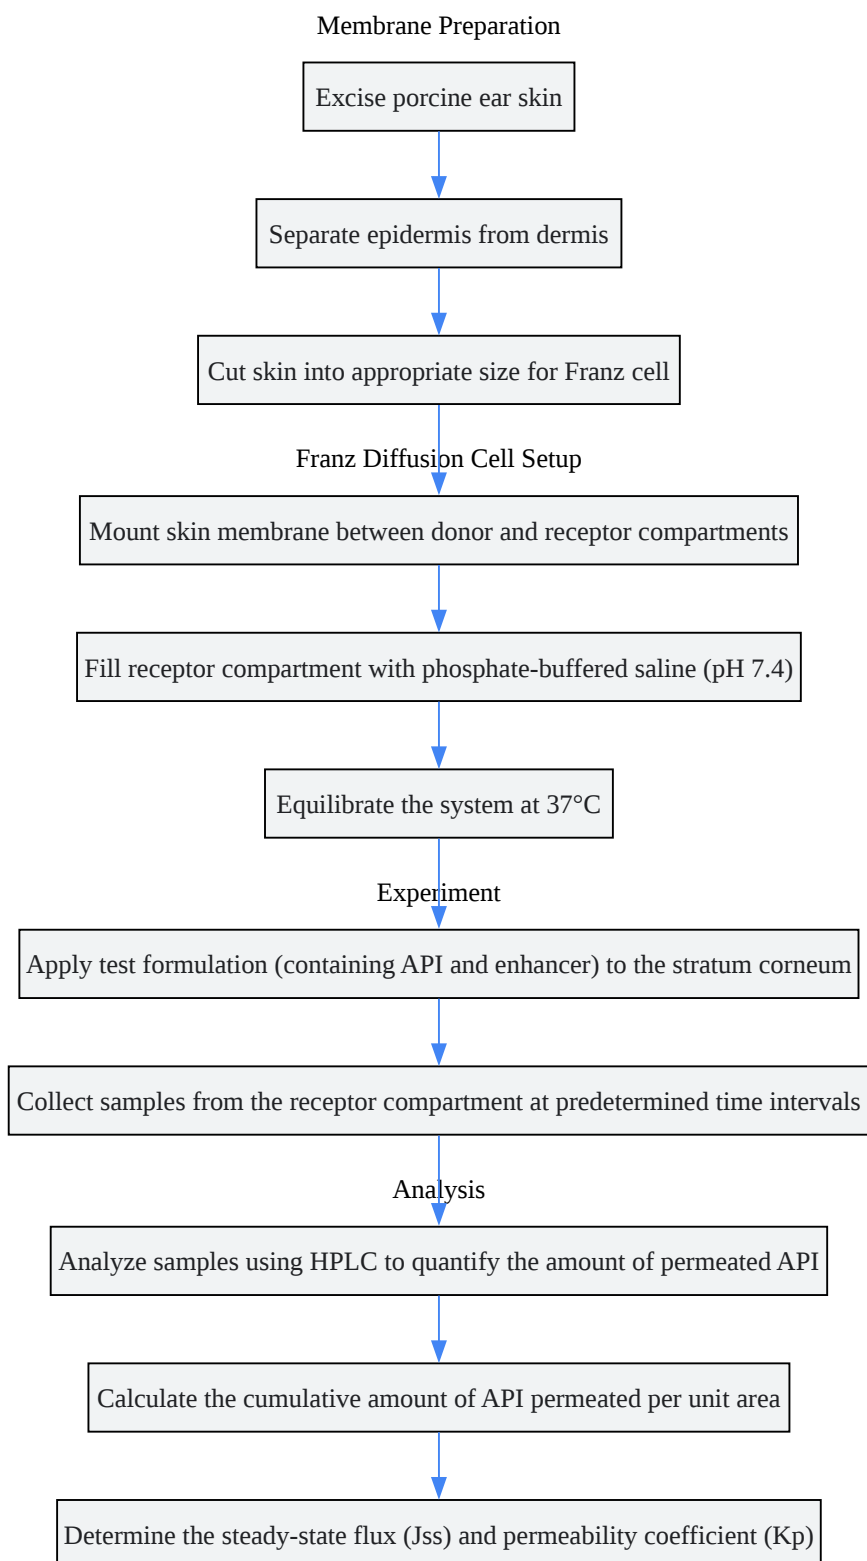 Membrane Preparation
Excise porcine ear skin
Separate epidermis from dermis
Cut skin into appropriate size for Franz cell
Franz Diffusion Cell Setup
Mount skin membrane between donor and receptor compartments
Fill receptor compartment with phosphate-buffered saline (pH 7.4)
Equilibrate the system at 37°C
Experiment
Apply test formulation (containing API and enhancer) to the stratum corneum
Collect samples from the receptor compartment at predetermined time intervals
Analysis
Analyze samples using HPLC to quantify the amount of permeated API
Calculate the cumulative amount of API permeated per unit area
Determine the steady-state flux (Jss) and permeability coefficient (Kp)